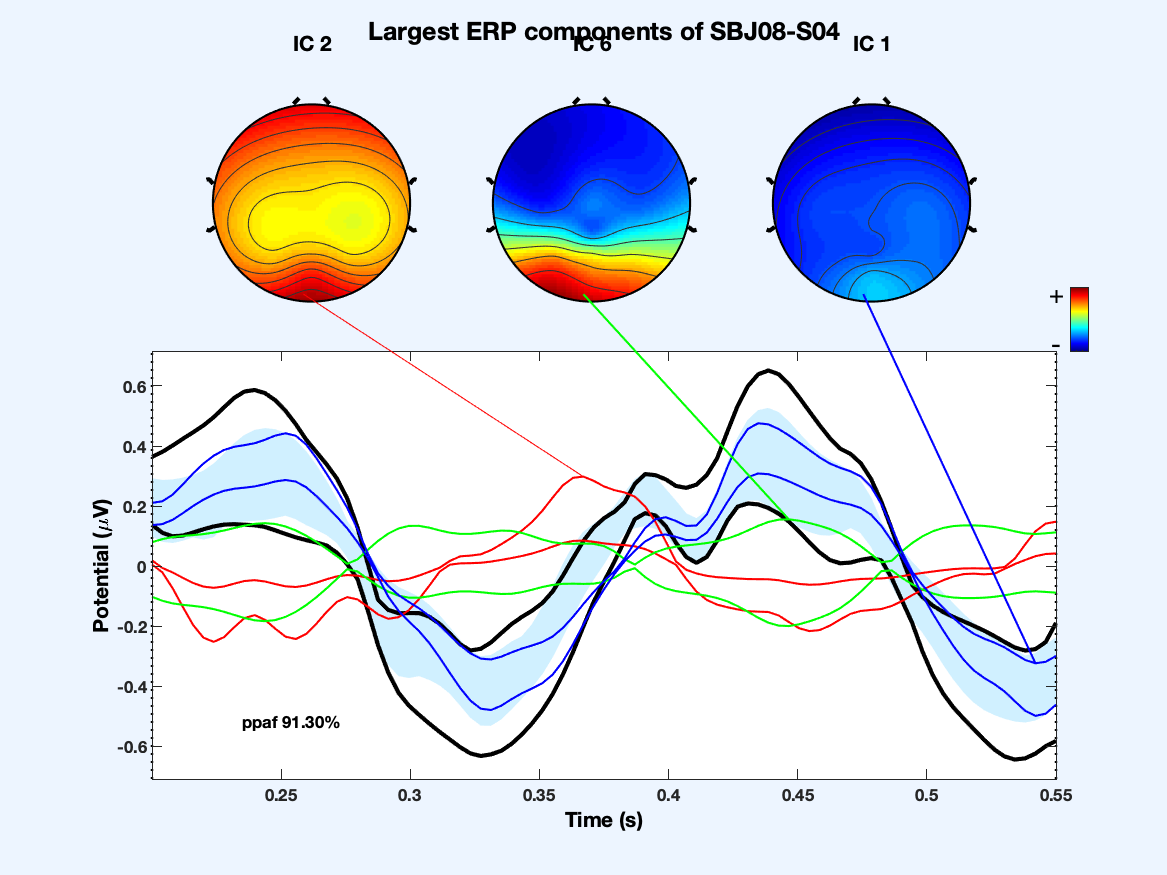 Largest ERP components of SBJ08-S04
IC 2
IC 6
IC 1
+
-
0.6
0.4
0.2
0
-0.2
-0.4
-0.6
Potential (μV)
ppaf 91.30%
0.25
0.3
0.35
0.4
0.45
0.5
0.55
Time (s)